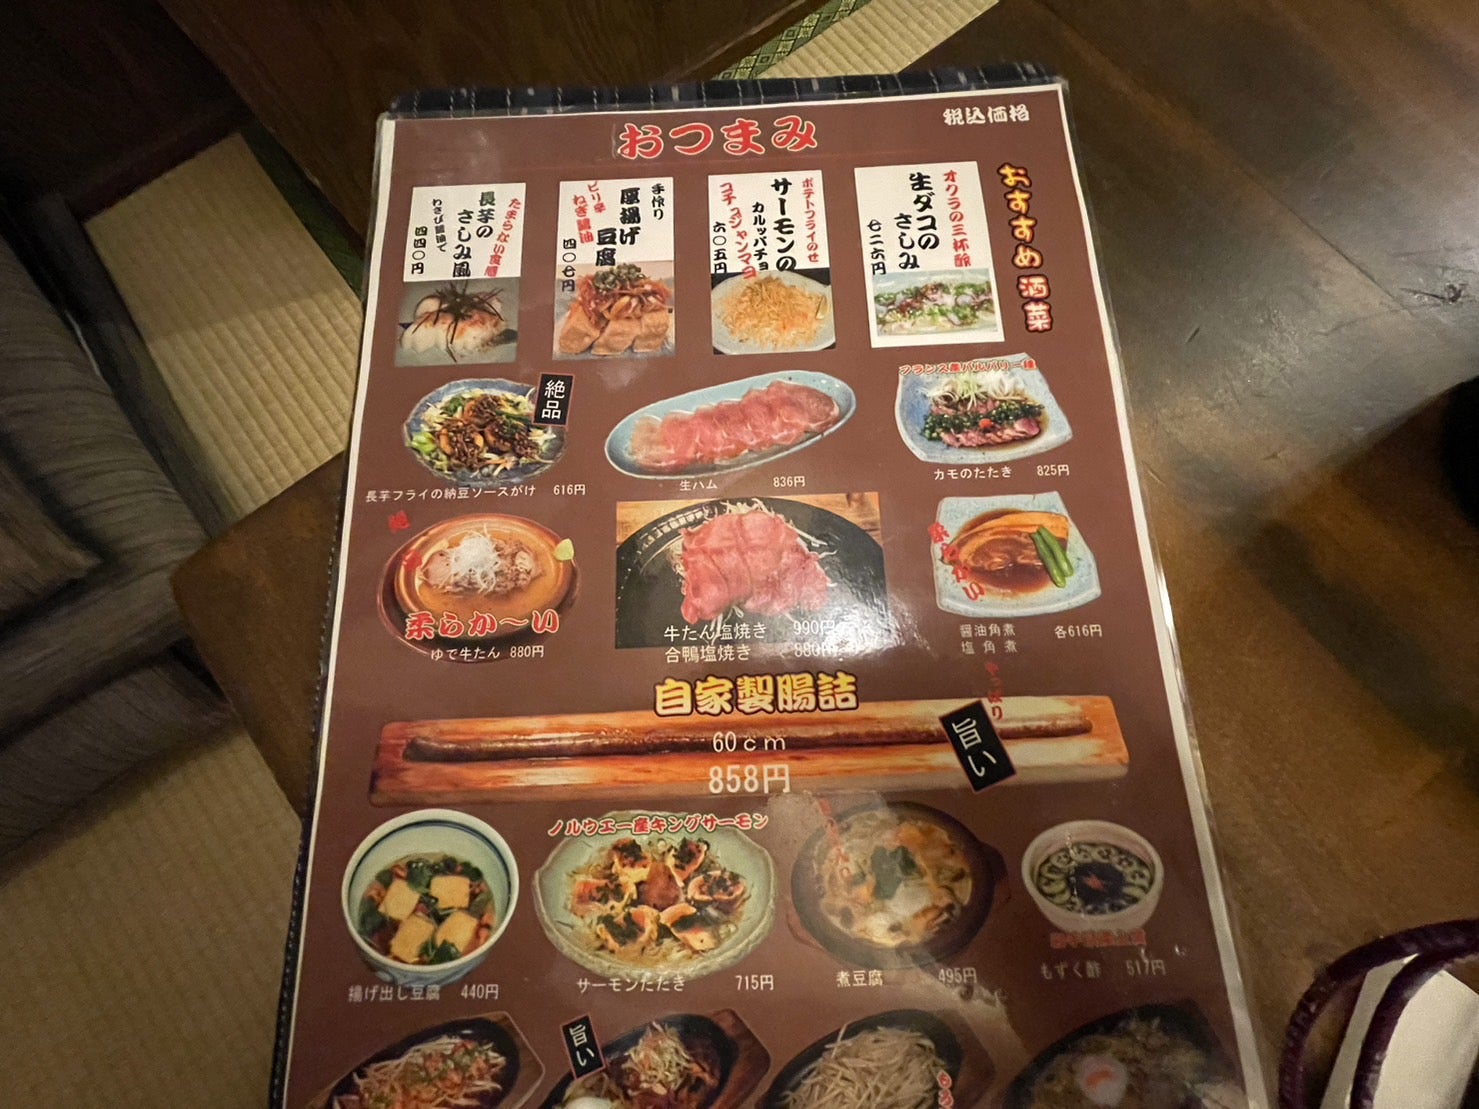 税込価格
おつまみ
おすすめ酒菜
オクラの三杯酢
生ダコの
さしみ
七二六円
ポテトフライのせ
サーモンの
カルッパチョ
コチュジャンマヨ
六〇五円
手作り
厚揚げ
豆腐
ピリ辛
ねぎ醤油
四〇七円
たまらない食感
長芋の
さしみ風
わさび醤油で
四四〇円
絶品
長芋フライの納豆ソースがけ 616円
生ハム 836円
フランス産バルバリー種
カモのたたき 825円
柔らか〜い
ゆで牛たん 880円
牛たん塩焼き 990円
合鴨塩焼き 880円
醤油角煮 各616円
塩角煮
自家製腸詰
60cm
858円
やっぱり
旨い
揚げ出し豆腐 440円
ノルウエー産キングサーモン
サーモンたたき 715円
煮豆腐 495円
もずく酢 517円
旨い